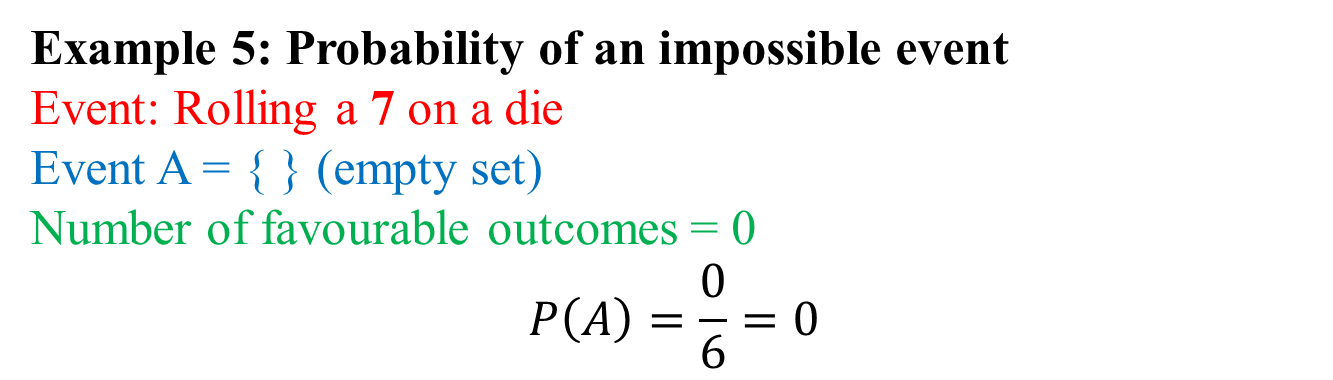 Example 5: Probability of an impossible event
Event: Rolling a 7 on a die
Event A = { } (empty set)
Number of favourable outcomes = 0
P(A) = 0/6 = 0